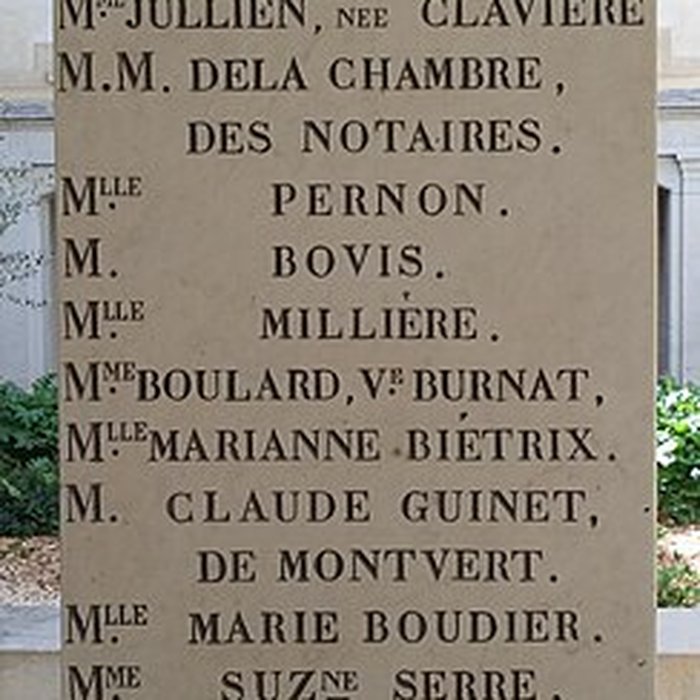 MME JULLIEN, NÉE CLAVIÈRE
M.M. DELA CHAMBRE,
DES NOTAIRES.
MLLE PERNON.
M. BOVIS.
MLLE MILLIÈRE.
MME BOULARD, VE BURNAT,
MLLE MARIANNE BIÉTRIX.
M. CLAUDE GUINET,
DE MONTVERT.
MLLE MARIE BOUDIER.
MME SUZNE SERRE,